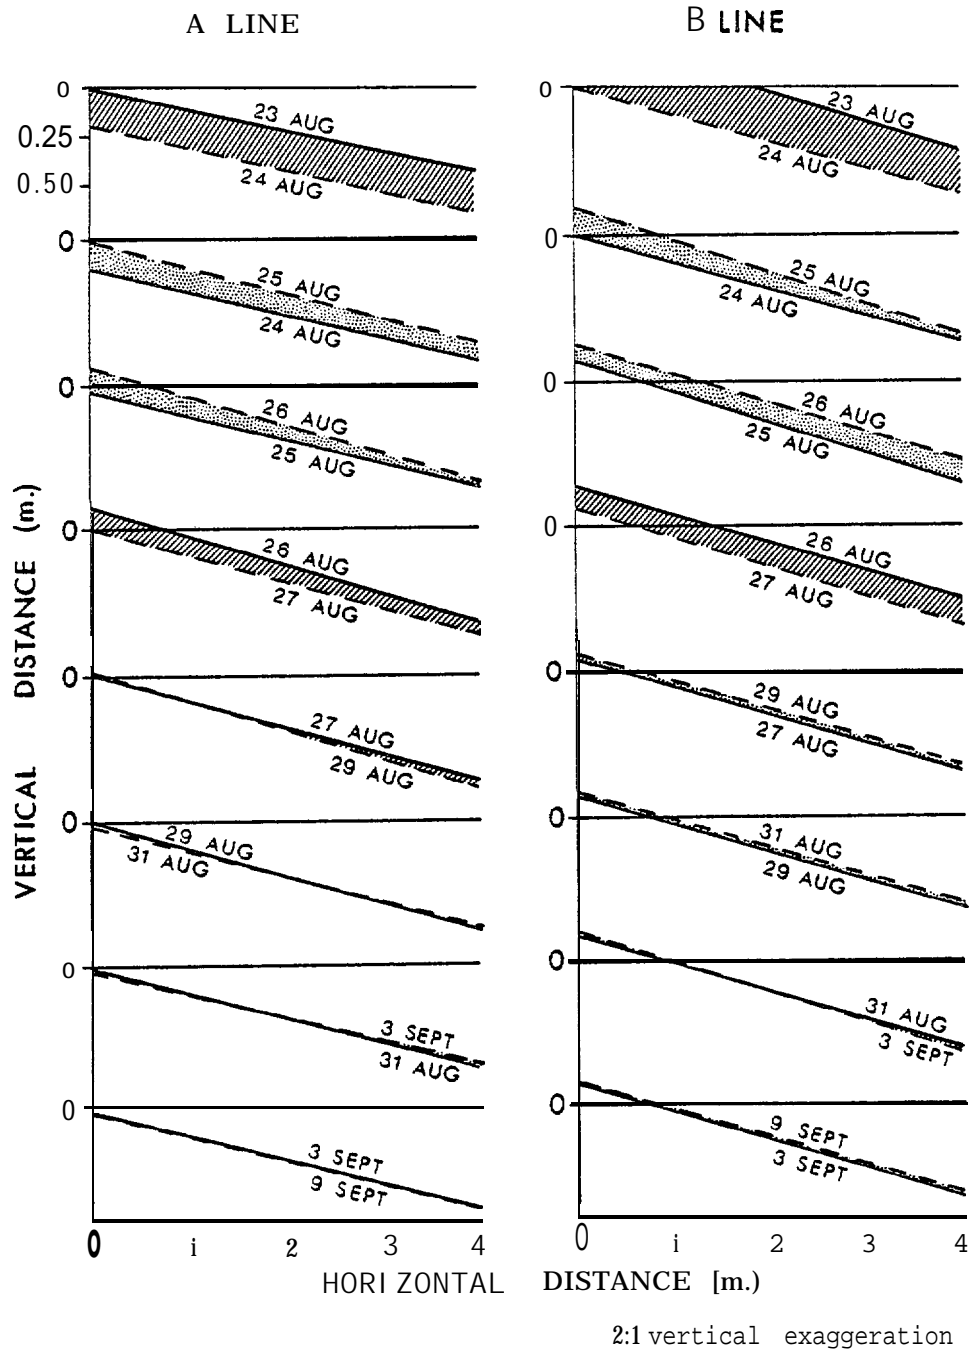 A LINE
B LINE
0
23 AUG
0.25
24 AUG
0.50
0
23 AUG
24 AUG
0
25 AUG
24 AUG
0
25 AUG
24 AUG
0
26 AUG
25 AUG
0
26 AUG
25 AUG
0
26 AUG
27 AUG
0
26 AUG
27 AUG
0
27 AUG
29 AUG
0
29 AUG
27 AUG
0
29 AUG
31 AUG
0
31 AUG
29 AUG
0
3 SEPT
31 AUG
0
31 AUG
3 SEPT
0
3 SEPT
9 SEPT
0
9 SEPT
3 SEPT
VERTICAL DISTANCE (m.)
0 i 2 3 4
0 i 2 3 4
HORIZONTAL DISTANCE [m.)
2:1 vertical exaggeration